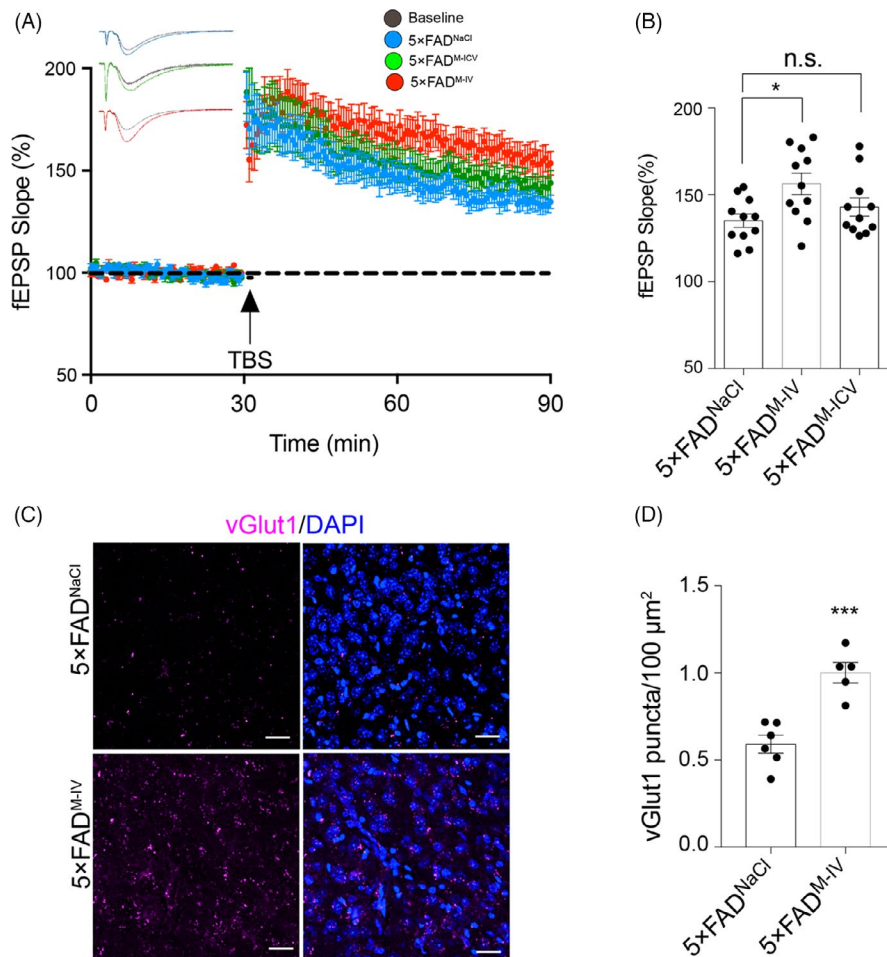 (A)
Baseline
5×FAD^NaCl
5×FAD^M-ICV
5×FAD^M-IV
200
150
100
50
fEPSP Slope (%)
TBS
0
30
60
90
Time (min)
(B)
n.s.
*
200
150
100
50
fEPSP Slope(%)
5×FAD^NaCl
5×FAD^M-IV
5×FAD^M-ICV
(C)
vGlut1/DAPI
5×FAD^NaCl
5×FAD^M-IV
(D)
***
1.5
1.0
0.5
0.0
vGlut1 puncta/100 µm²
5×FAD^NaCl
5×FAD^M-IV